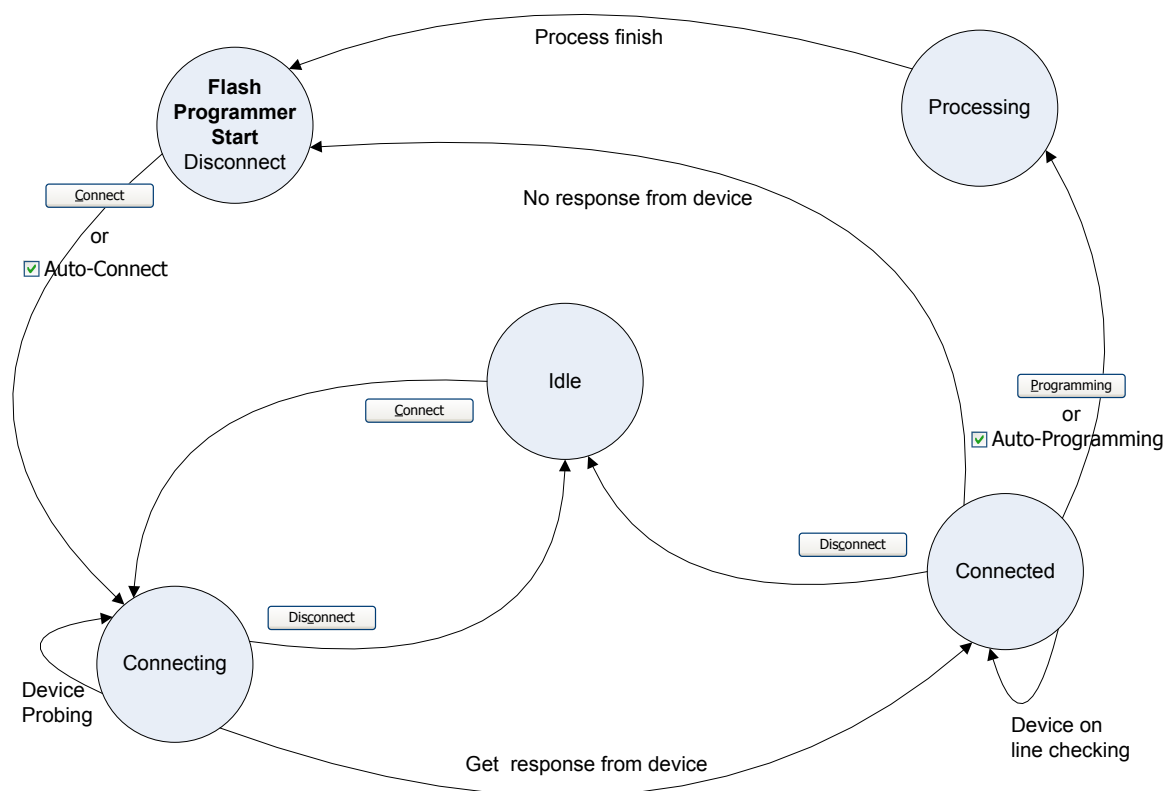 Process finish
Flash
Programmer
Start
Disconnect
Processing
Connect
or
Auto-Connect
No response from device
Idle
Connect
Programming
or
Auto-Programming
Disconnect
Connected
Disconnect
Connecting
Device
Probing
Device on
line checking
Get response from device